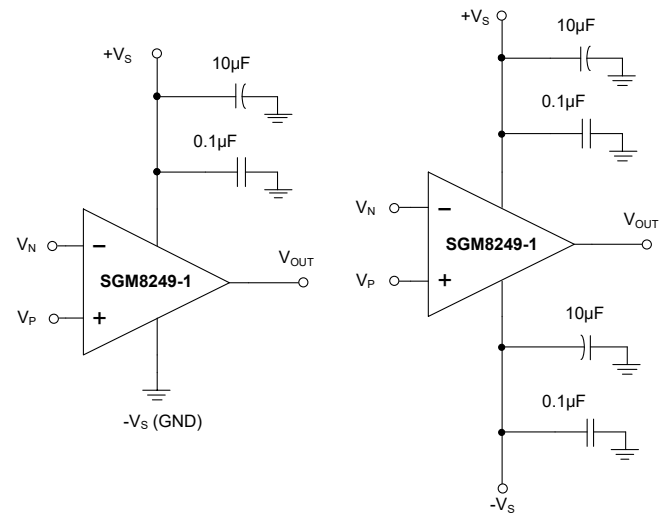 +VS
10µF
0.1µF
VN
VP
−
+
SGM8249-1
VOUT
-VS (GND)
+VS
10µF
0.1µF
VN
VP
−
+
SGM8249-1
VOUT
10µF
0.1µF
-VS